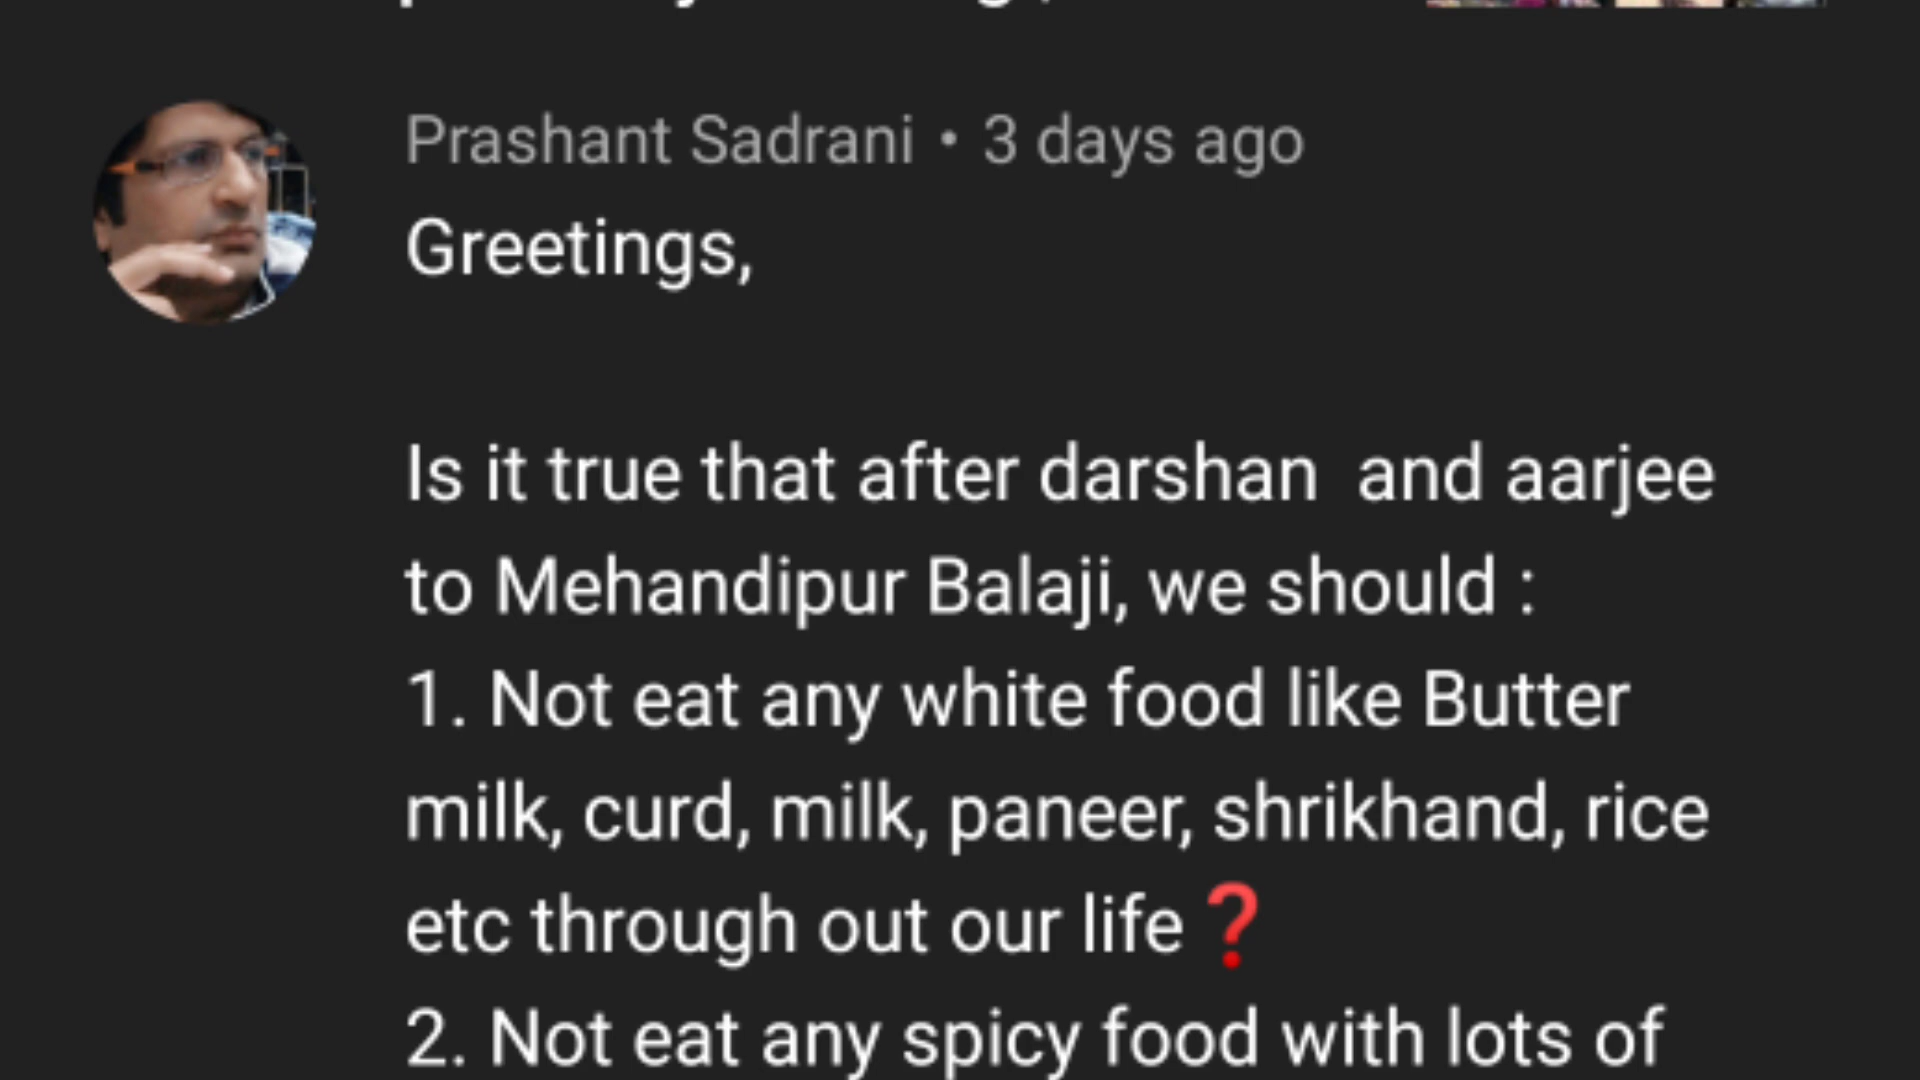 Prashant Sadrani • 3 days ago
Greetings,
Is it true that after darshan  and aarjee
to Mehandipur Balaji, we should :
1. Not eat any white food like Butter
milk, curd, milk, paneer, shrikhand, rice
etc through out our life ❓
2. Not eat any spicy food with lots of